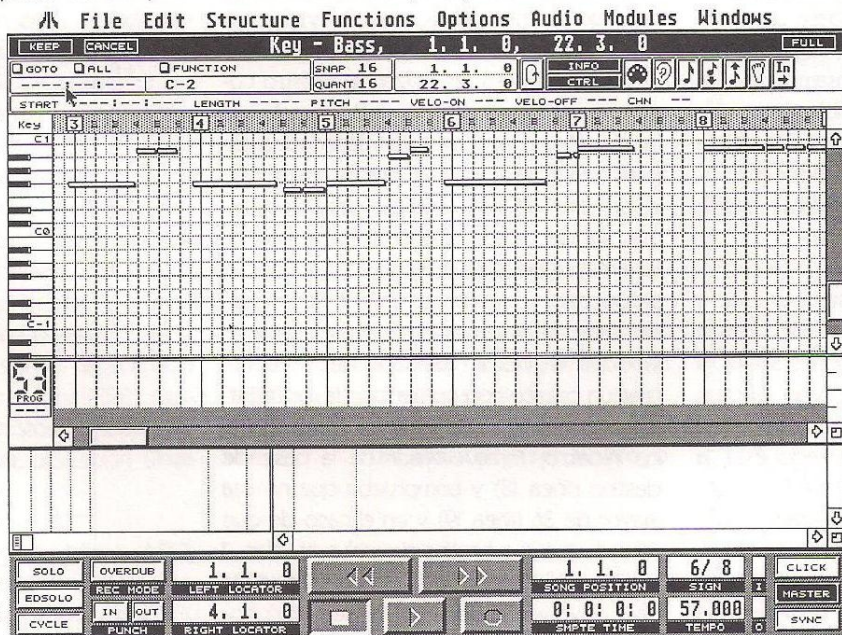 File Edit Structure Functions Options Audio Modules Windows
KEEP CANCEL Key - Bass, 1. 1. 0, 22. 3. 0 FULL
GOTO ALL FUNCTION SNAP 16 1. 1. 0 INFO In
-----:--:---- C-2 QUANT 16 22. 3. 0 CTRL
START ----:--:---- LENGTH ----- PITCH ---- VELO-ON --- VELO-OFF --- CHN --
Key 3 4 5 6 7 8
C1
C0
C-1
53
PROG
---
SOLO OVERDUB 1. 1. 0 1. 1. 0 6/ 8 CLICK
REC MODE LEFT LOCATOR SONG POSITION SIGN I
EDSOLO MASTER
IN OUT 4. 1. 0 0: 0: 0: 0 57.000
CYCLE PUNCH RIGHT LOCATOR SMPTE TIME TEMPO O SYNC